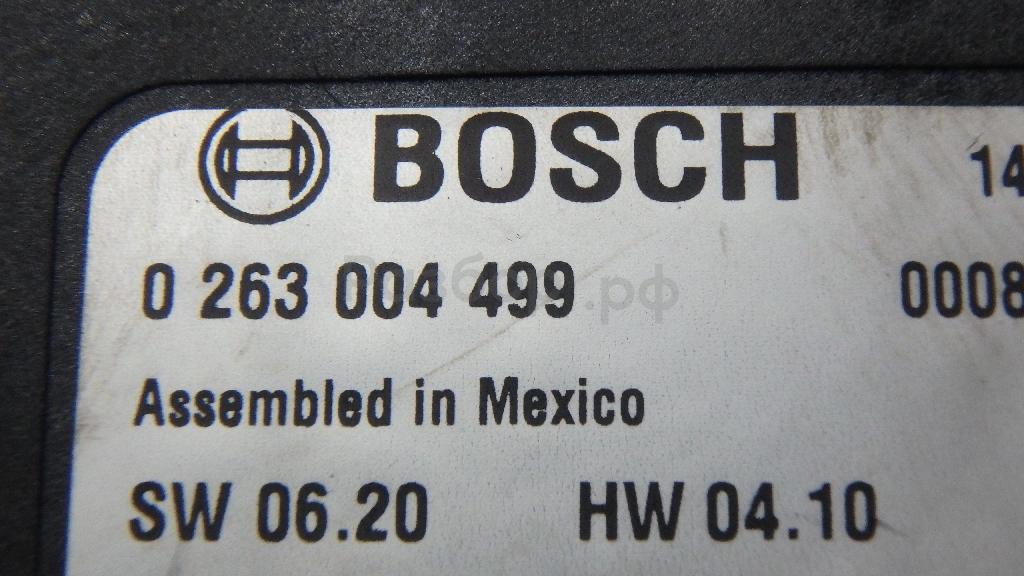 BOSCH 14
0 263 004 499 0008
Assembled in Mexico
SW 06.20 HW 04.10